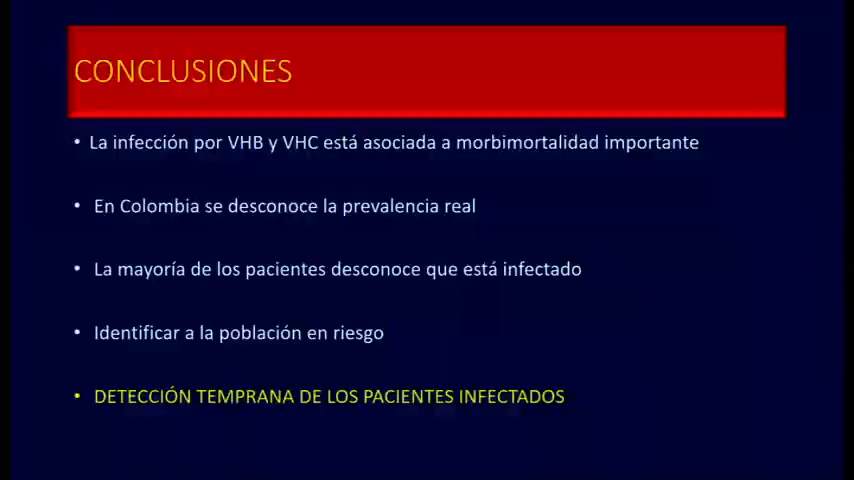 CONCLUSIONES
• La infección por VHB y VHC está asociada a morbimortalidad importante
• En Colombia se desconoce la prevalencia real
• La mayoría de los pacientes desconoce que está infectado
• Identificar a la población en riesgo
• DETECCIÓN TEMPRANA DE LOS PACIENTES INFECTADOS